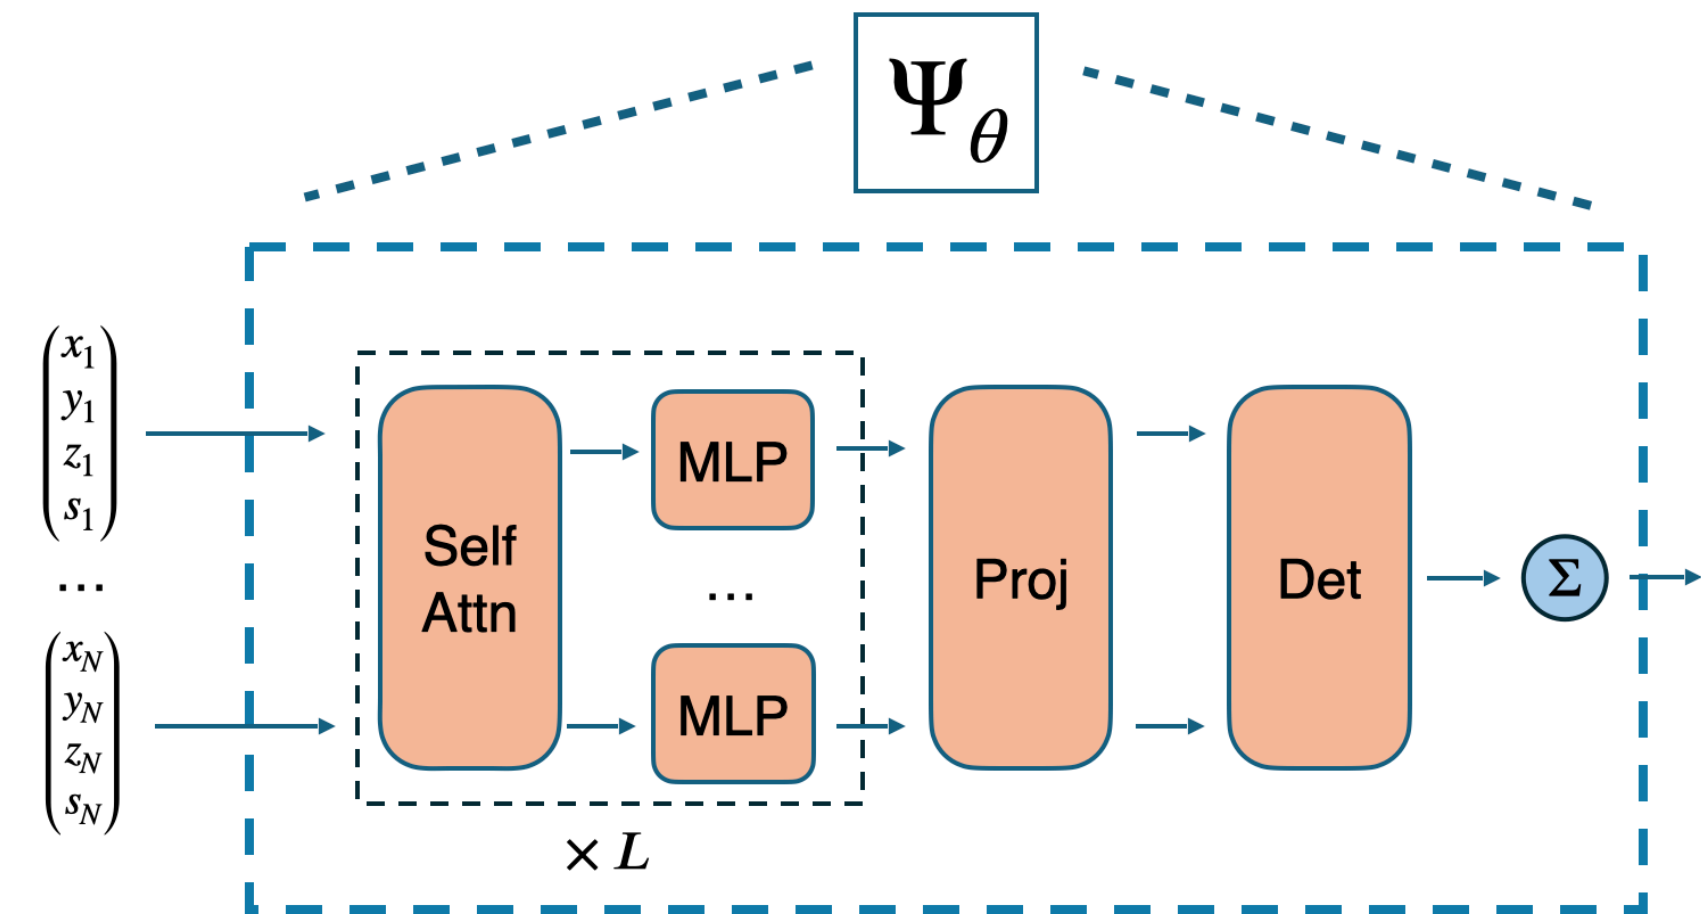 Ψθ
x1
y1
z1
s1
...
xN
yN
zN
sN
Self
Attn
MLP
...
MLP
× L
Proj
Det
Σ